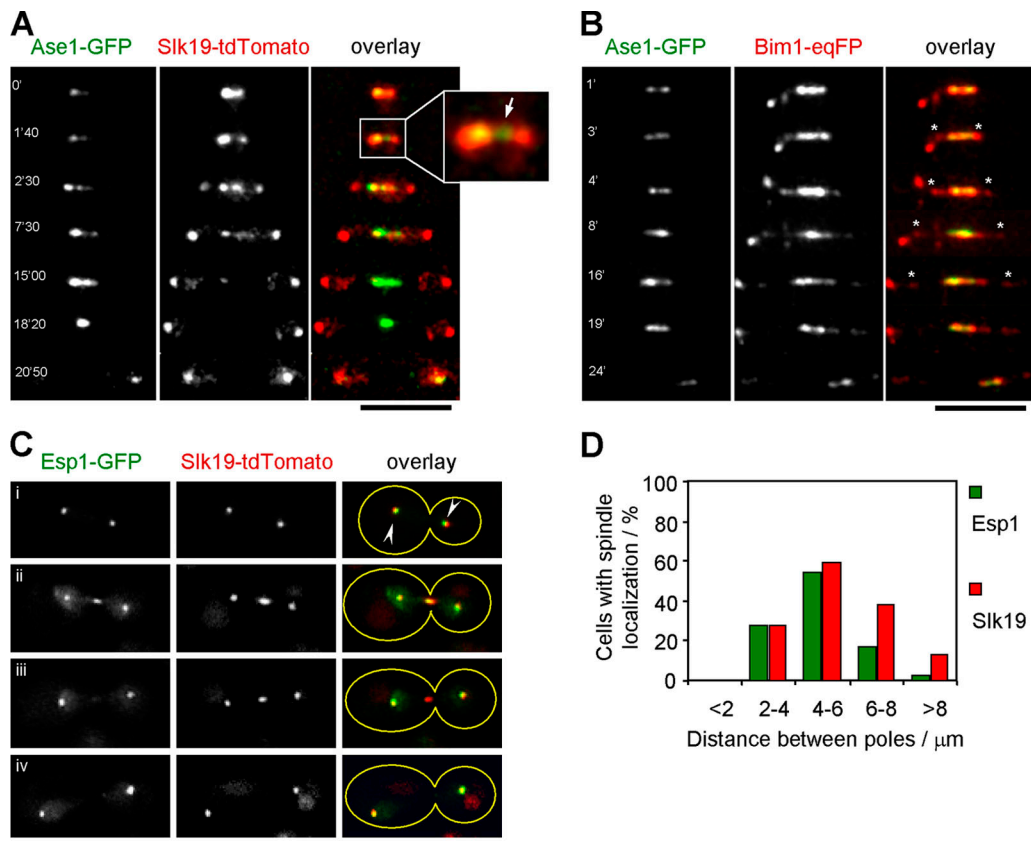 A
Ase1-GFP Slk19-tdTomato overlay
0'
1'40
2'30
7'30
15'00
18'20
20'50
B
Ase1-GFP Bim1-eqFP overlay
1'
3'
* *
4'
* *
8'
* *
16'
* *
19'
24'
C
Esp1-GFP Slk19-tdTomato overlay
i
ii
iii
iv
D
Cells with spindle
localization / %
100
80
60
40
20
0
<2 2-4 4-6 6-8 >8
Distance between poles / μm
Esp1
Slk19